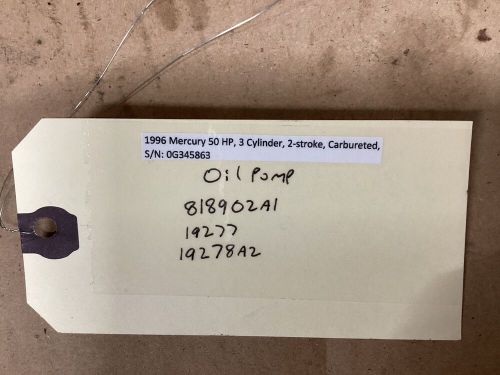 1996 Mercury 50 HP, 3 Cylinder, 2-stroke, Carbureted,
S/N: 0G345863
Oil Pump
818902A1
19277
19278A2